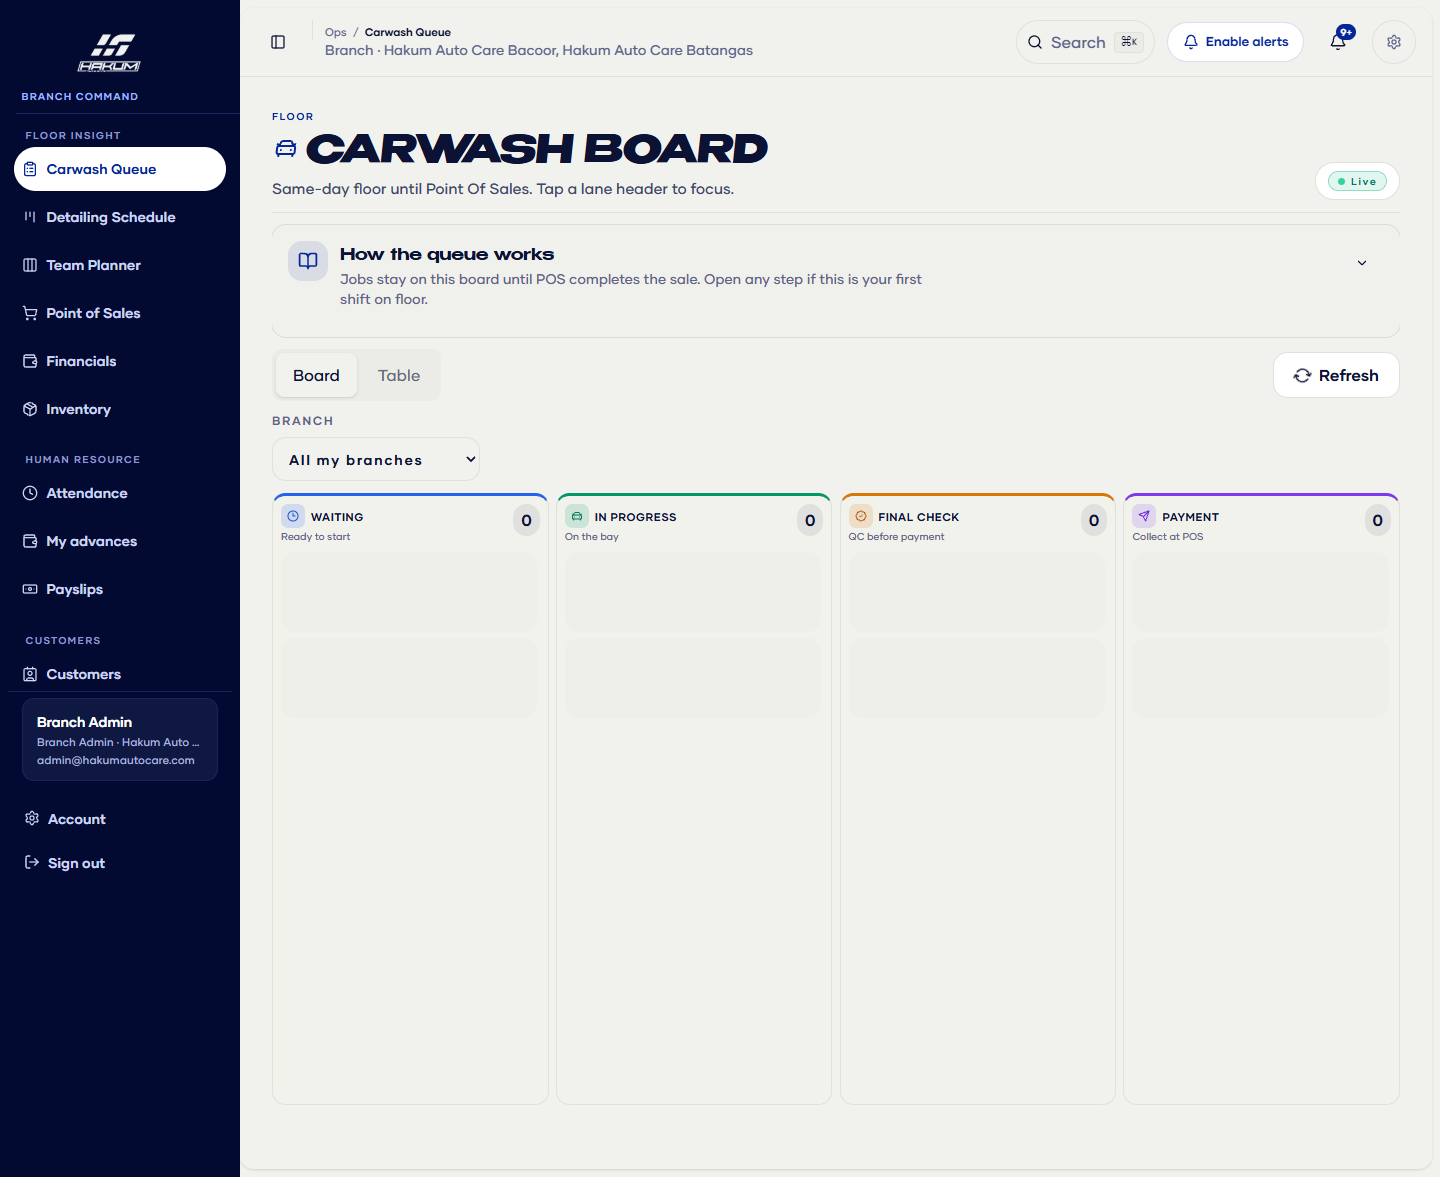 HAKUM
BRANCH COMMAND
FLOOR INSIGHT
Carwash Queue
Detailing Schedule
Team Planner
Point of Sales
Financials
Inventory
HUMAN RESOURCE
Attendance
My advances
Payslips
CUSTOMERS
Customers
Branch Admin
Branch Admin · Hakum Auto ...
admin@hakumautocare.com
Account
Sign out
Ops / Carwash Queue
Branch · Hakum Auto Care Bacoor, Hakum Auto Care Batangas
Search ⌘K
Enable alerts
9+
FLOOR
CARWASH BOARD
Same-day floor until Point Of Sales. Tap a lane header to focus.
Live
How the queue works
Jobs stay on this board until POS completes the sale. Open any step if this is your first
shift on floor.
Board Table
Refresh
BRANCH
All my branches
WAITING 0
Ready to start
IN PROGRESS 0
On the bay
FINAL CHECK 0
QC before payment
PAYMENT 0
Collect at POS